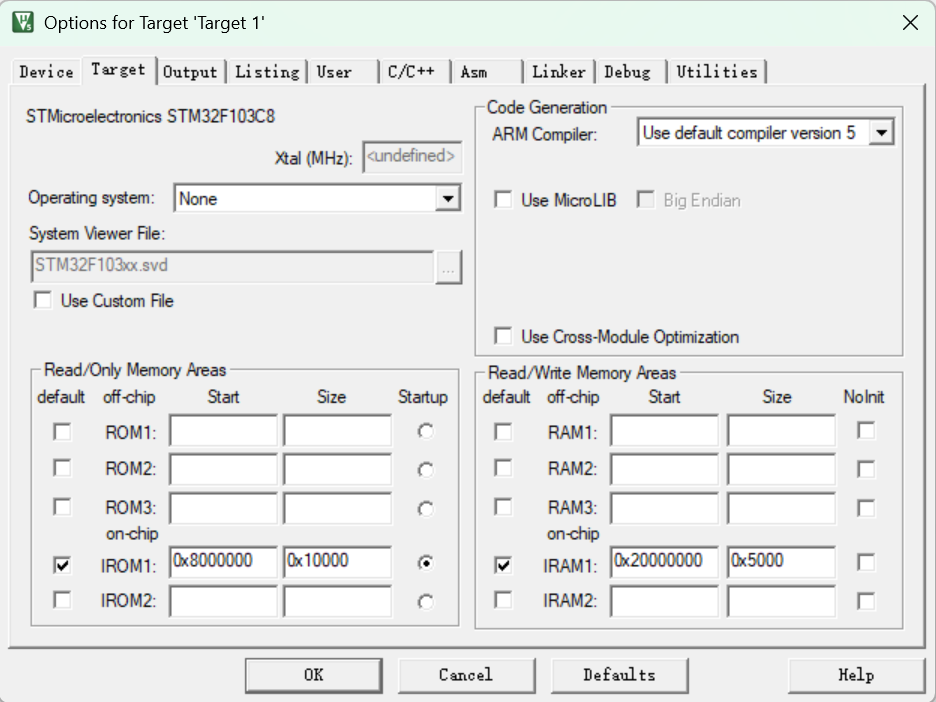 Options for Target 'Target 1'
Device Target Output Listing User C/C++ Asm Linker Debug Utilities
STMicroelectronics STM32F103C8
Xtal (MHz): <undefined>
Operating system: None
System Viewer File:
STM32F103xx.svd ...
Use Custom File
Code Generation
ARM Compiler: Use default compiler version 5
Use MicroLIB Big Endian
Use Cross-Module Optimization
Read/Only Memory Areas
default off-chip Start Size Startup
ROM1:
ROM2:
ROM3:
on-chip
IROM1: 0x8000000 0x10000
IROM2:
Read/Write Memory Areas
default off-chip Start Size NoInit
RAM1:
RAM2:
RAM3:
on-chip
IRAM1: 0x20000000 0x5000
IRAM2:
OK Cancel Defaults Help